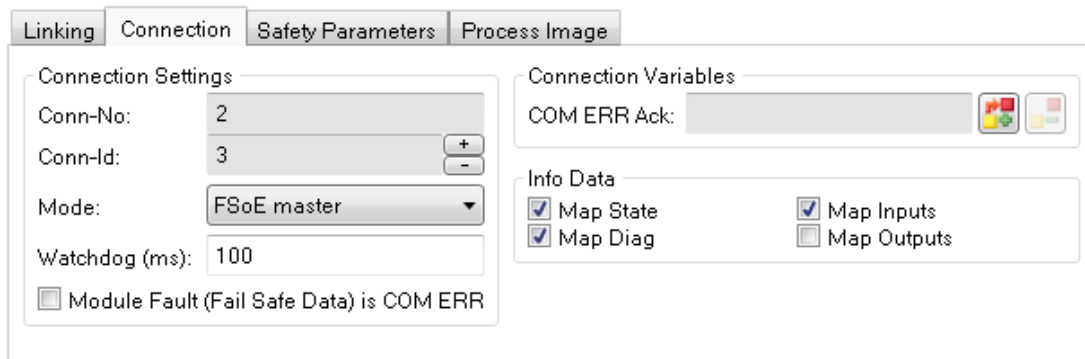 Linking Connection Safety Parameters Process Image
Connection Settings
Conn-No: 2
Conn-Id: 3
+
-
Mode: FSoE master
Watchdog (ms): 100
Module Fault (Fail Safe Data) is COM ERR
Connection Variables
COM ERR Ack:
Info Data
Map State Map Inputs
Map Diag Map Outputs